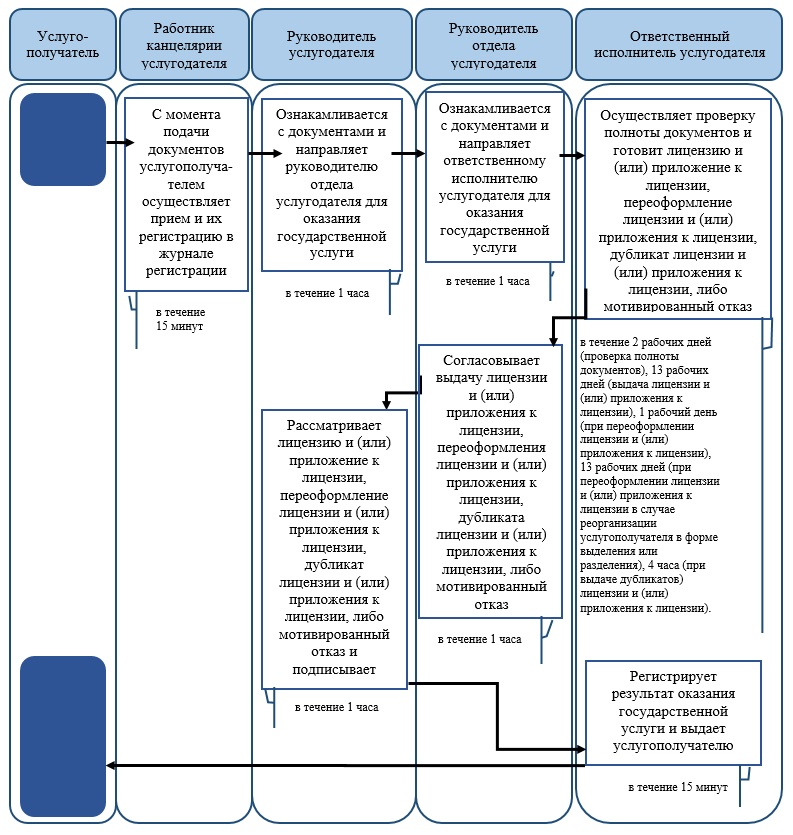 Услуго-
получатель
Работник
канцелярии
услугодателя
Руководитель
услугодателя
Руководитель
отдела
услугодателя
Ответственный
исполнитель услугодателя
С момента
подачи
документов
услугополуча-
телем
осуществляет
прием и их
регистрацию в
журнале
регистрации
в течение
15 минут
Ознакамливается
с документами и
направляет
руководителю
отдела
услугодателя для
оказания
государственной
услуги
в течение 1 часа
Ознакамливается
с документами и
направляет
ответственному
исполнителю
услугодателя для
оказания
государственной
услуги
в течение 1 часа
Осуществляет проверку
полноты документов и
готовит лицензию и
(или) приложение к
лицензии,
переоформление
лицензии и (или)
приложения к лицензии,
дубликат лицензии и
(или) приложения к
лицензии, либо
мотивированный отказ
в течение 2 рабочих дней
(проверка полноты
документов), 13 рабочих
дней (выдача лицензии и
(или) приложения к
лицензии), 1 рабочий день
(при переоформлении
лицензии и (или)
приложения к лицензии),
13 рабочих дней (при
переоформлении лицензии
и (или) приложения к
лицензии в случае
реорганизации
услугополучателя в форме
выделения или
разделения), 4 часа (при
выдаче дубликатов)
лицензии и (или)
приложения к лицензии).
Согласовывает
выдачу лицензии
и (или)
приложения к
лицензии,
переоформления
лицензии и (или)
приложения к
лицензии,
дубликата
лицензии и (или)
приложения к
лицензии, либо
мотивированный
отказ
в течение 1 часа
Рассматривает
лицензию и (или)
приложение к
лицензии,
переоформление
лицензии и (или)
приложения к
лицензии,
дубликат
лицензии и (или)
приложения к
лицензии, либо
мотивированный
отказ и
подписывает
в течение 1 часа
Регистрирует
результат оказания
государственной
услуги и выдает
услугополучателю
в течение 15 минут